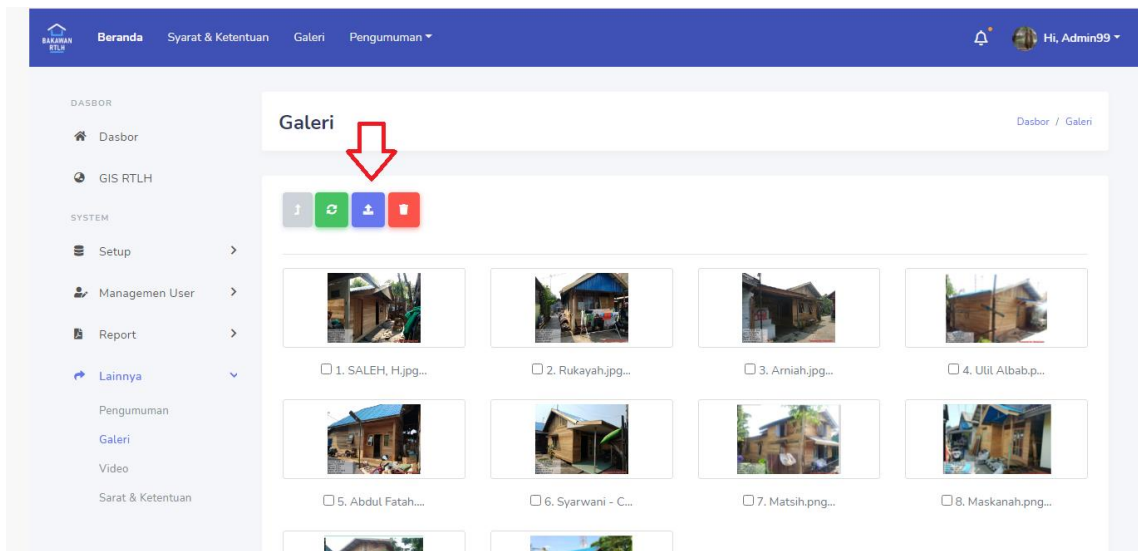 BAKAWAN
RTLH
Beranda Syarat & Ketentuan Galeri Pengumuman
Hi, Admin99
DASBOR
Dasbor
GIS RTLH
SYSTEM
Setup
Managemen User
Report
Lainnya
Pengumuman
Galeri
Video
Sarat & Ketentuan
Galeri
Dasbor / Galeri
1. SALEH, H.jpg...
2. Rukayah.jpg...
3. Arniah.jpg...
4. Ulil Albab.p...
5. Abdul Fatah....
6. Syarwani - C...
7. Matsih.png...
8. Maskanah.png...